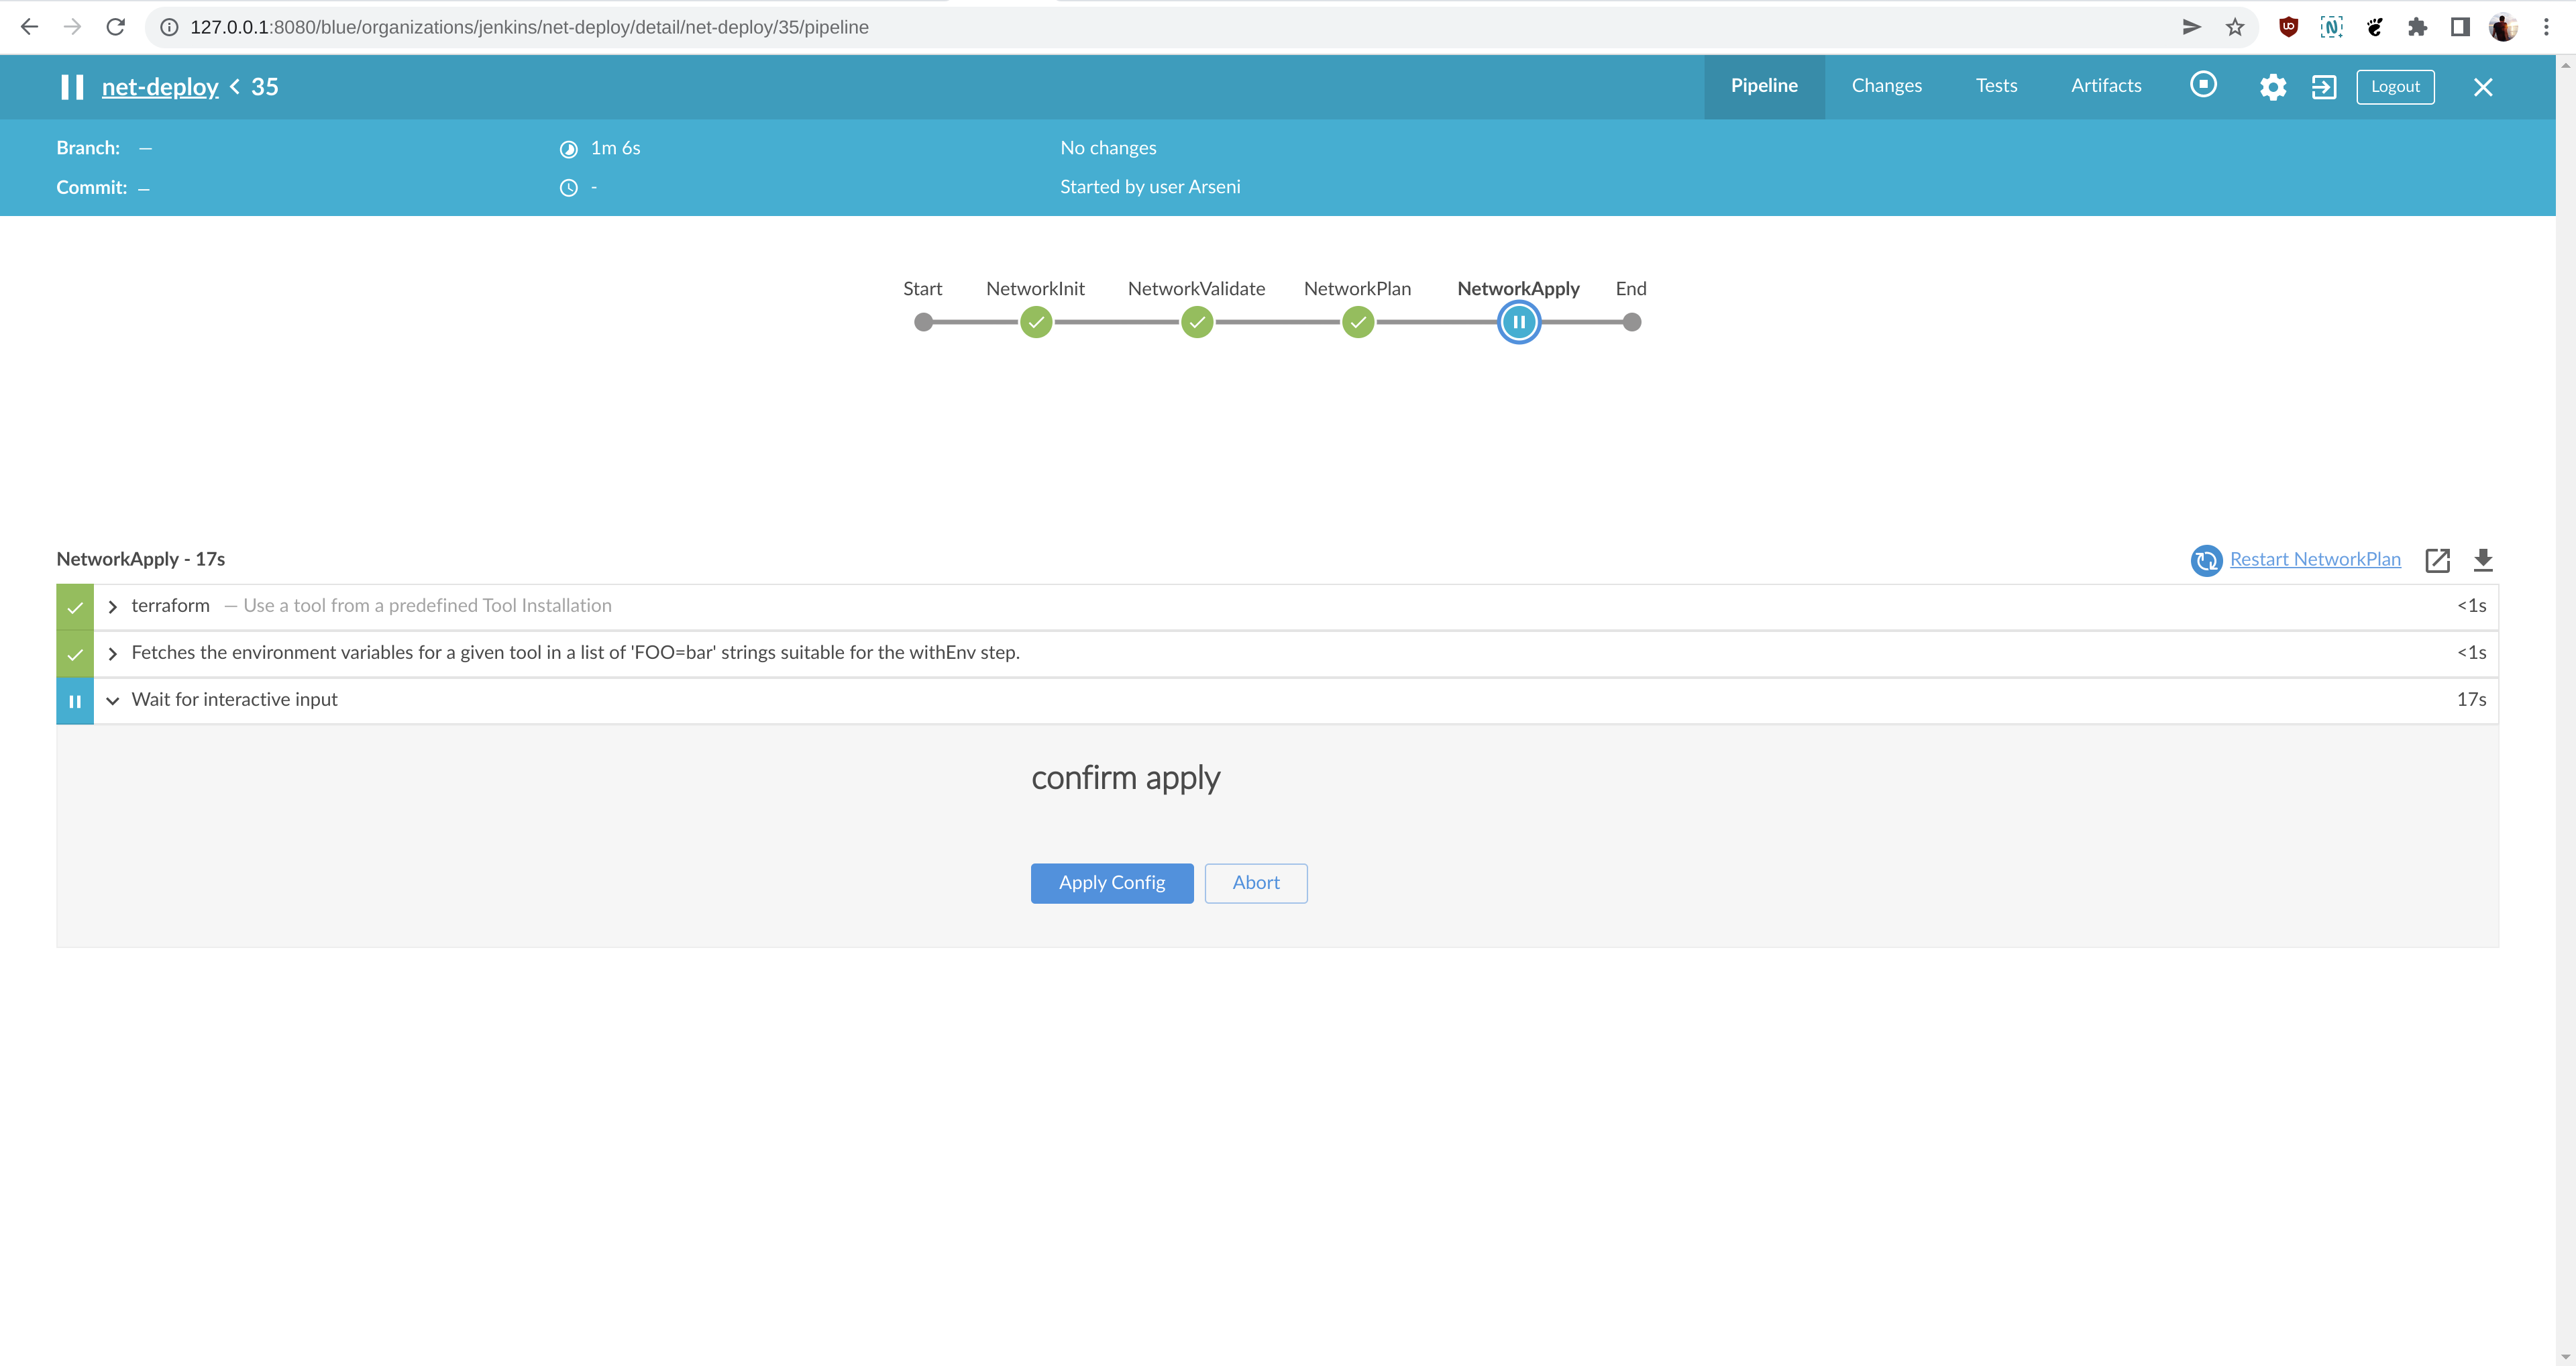 127.0.0.1:8080/blue/organizations/jenkins/net-deploy/detail/net-deploy/35/pipeline
net-deploy < 35
Pipeline Changes Tests Artifacts Logout
Branch: — 1m 6s No changes
Commit: — - Started by user Arseni
Start NetworkInit NetworkValidate NetworkPlan NetworkApply End
NetworkApply - 17s Restart NetworkPlan
terraform — Use a tool from a predefined Tool Installation <1s
Fetches the environment variables for a given tool in a list of 'FOO=bar' strings suitable for the withEnv step. <1s
Wait for interactive input 17s
confirm apply
Apply Config Abort